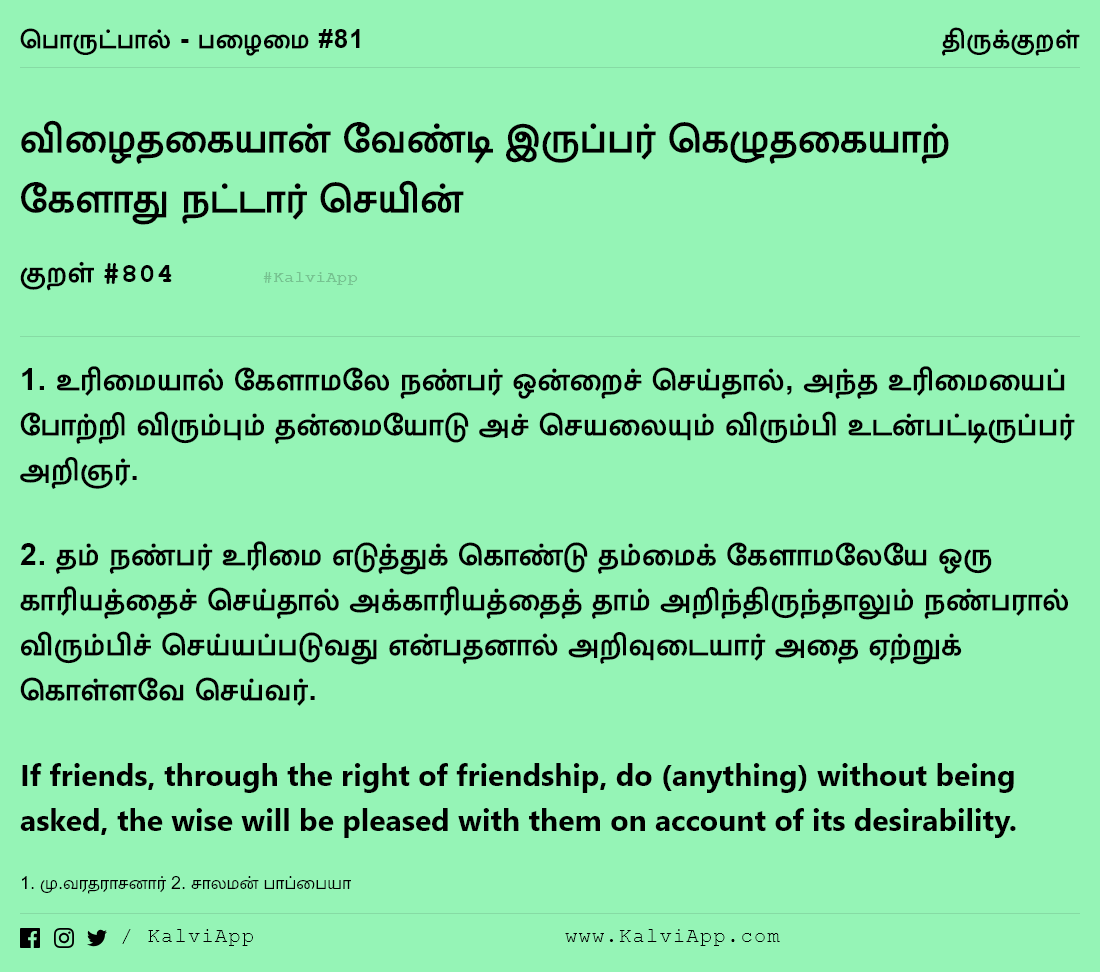 பொருட்பால் - பழைமை #81
திருக்குறள்
விழைதகையான் வேண்டி இருப்பர் கெழுதகையாற்
கேளாது நட்டார் செயின்
குறள் #804
#KalviApp
1. உரிமையால் கேளாமலே நண்பர் ஒன்றைச் செய்தால், அந்த உரிமையைப்
போற்றி விரும்பும் தன்மையோடு அச் செயலையும் விரும்பி உடன்பட்டிருப்பர்
அறிஞர்.
2. தம் நண்பர் உரிமை எடுத்துக் கொண்டு தம்மைக் கேளாமலேயே ஒரு
காரியத்தைச் செய்தால் அக்காரியத்தைத் தாம் அறிந்திருந்தாலும் நண்பரால்
விரும்பிச் செய்யப்படுவது என்பதனால் அறிவுடையார் அதை ஏற்றுக்
கொள்ளவே செய்வர்.
If friends, through the right of friendship, do (anything) without being
asked, the wise will be pleased with them on account of its desirability.
1. மு.வரதராசனார் 2. சாலமன் பாப்பையா
/ KalviApp
www.KalviApp.com